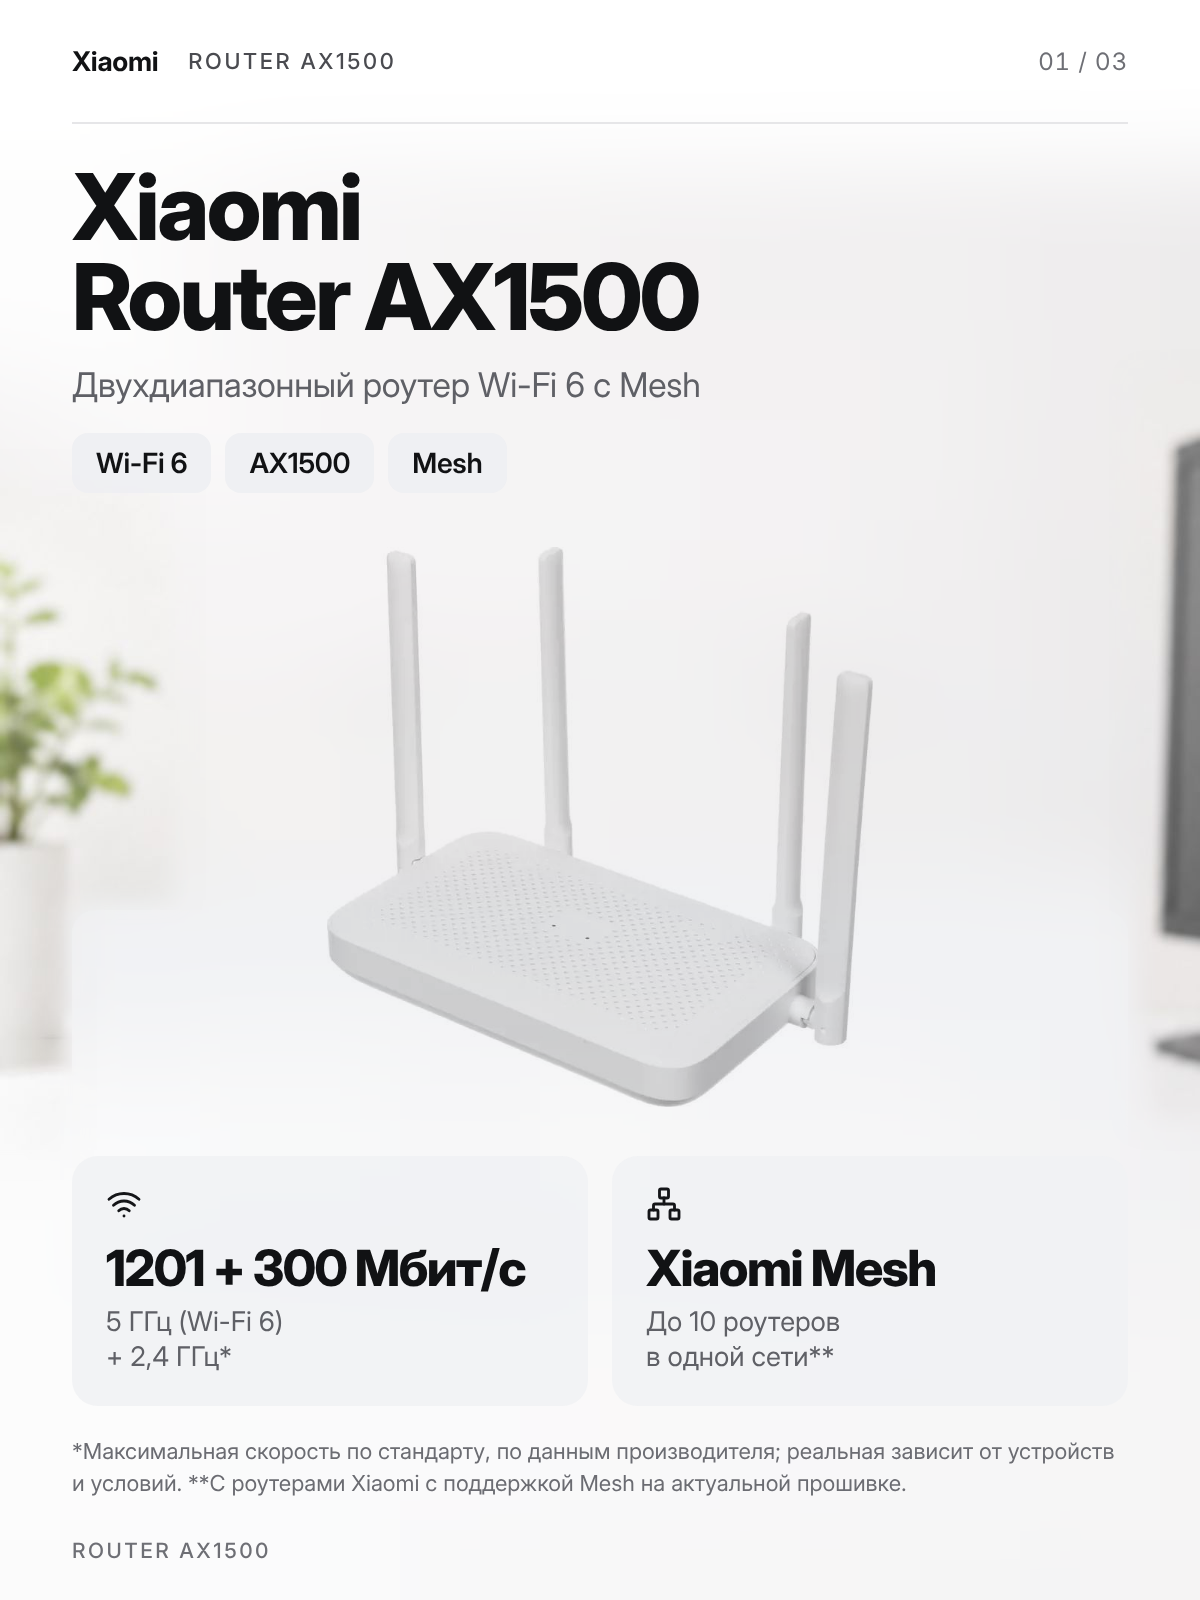 Xiaomi ROUTER AX1500 01 / 03
Xiaomi
Router AX1500
Двухдиапазонный роутер Wi-Fi 6 с Mesh
Wi-Fi 6 AX1500 Mesh
1201 + 300 Мбит/с
5 ГГц (Wi-Fi 6)
+ 2,4 ГГц*
Xiaomi Mesh
До 10 роутеров
в одной сети**
*Максимальная скорость по стандарту, по данным производителя; реальная зависит от устройств
и условий. **С роутерами Xiaomi с поддержкой Mesh на актуальной прошивке.
ROUTER AX1500